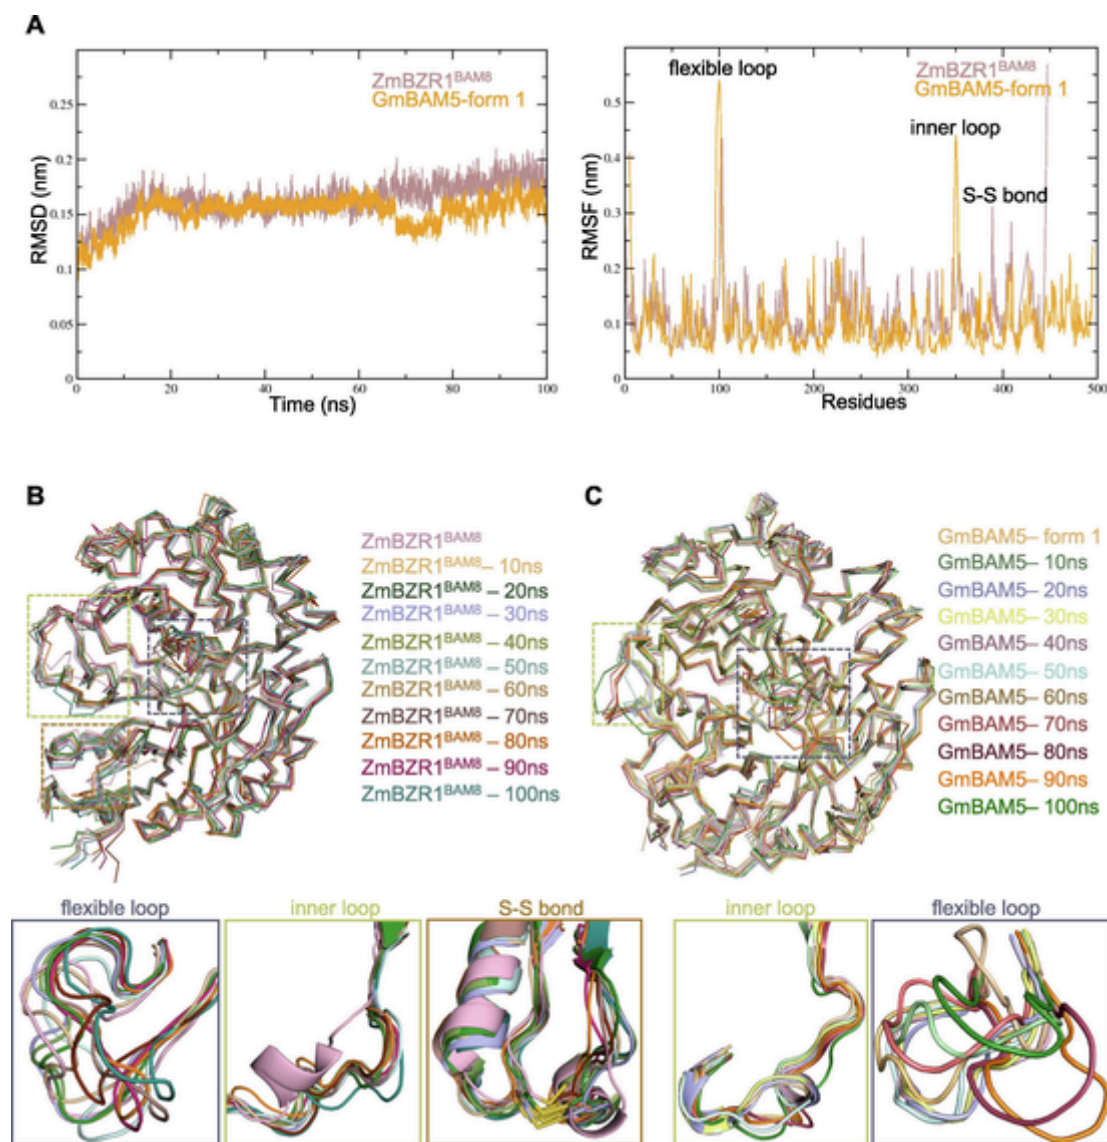 A
ZmBZR1BAM8
GmBAM5-form 1
RMSD (nm)
0.25
0.2
0.15
0.1
0.05
0
0
20
40
60
80
100
Time (ns)
flexible loop
ZmBZR1BAM8
GmBAM5-form 1
inner loop
S-S bond
RMSF (nm)
0.5
0.4
0.3
0.2
0.1
0
0
100
200
300
400
500
Residues
B
ZmBZR1BAM8
ZmBZR1BAM8– 10ns
ZmBZR1BAM8 – 20ns
ZmBZR1BAM8 – 30ns
ZmBZR1BAM8 – 40ns
ZmBZR1BAM8 – 50ns
ZmBZR1BAM8 – 60ns
ZmBZR1BAM8 – 70ns
ZmBZR1BAM8 – 80ns
ZmBZR1BAM8 – 90ns
ZmBZR1BAM8 – 100ns
C
GmBAM5– form 1
GmBAM5– 10ns
GmBAM5– 20ns
GmBAM5– 30ns
GmBAM5– 40ns
GmBAM5– 50ns
GmBAM5– 60ns
GmBAM5– 70ns
GmBAM5– 80ns
GmBAM5– 90ns
GmBAM5– 100ns
flexible loop
inner loop
S-S bond
inner loop
flexible loop